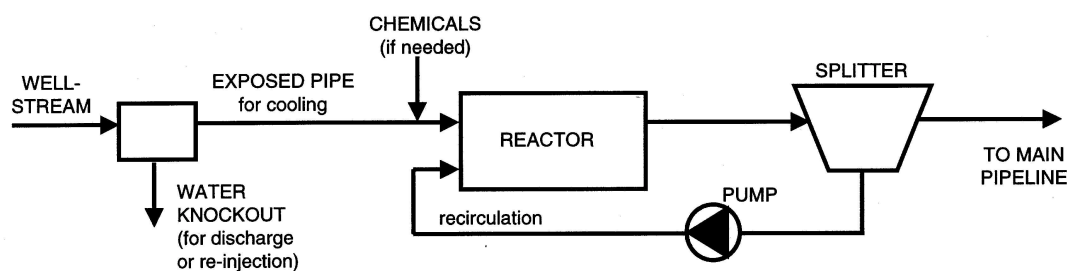 CHEMICALS
(if needed)
WELL-
STREAM
EXPOSED PIPE
for cooling
SPLITTER
REACTOR
TO MAIN
PIPELINE
WATER
KNOCKOUT
(for discharge
or re-injection)
recirculation
PUMP